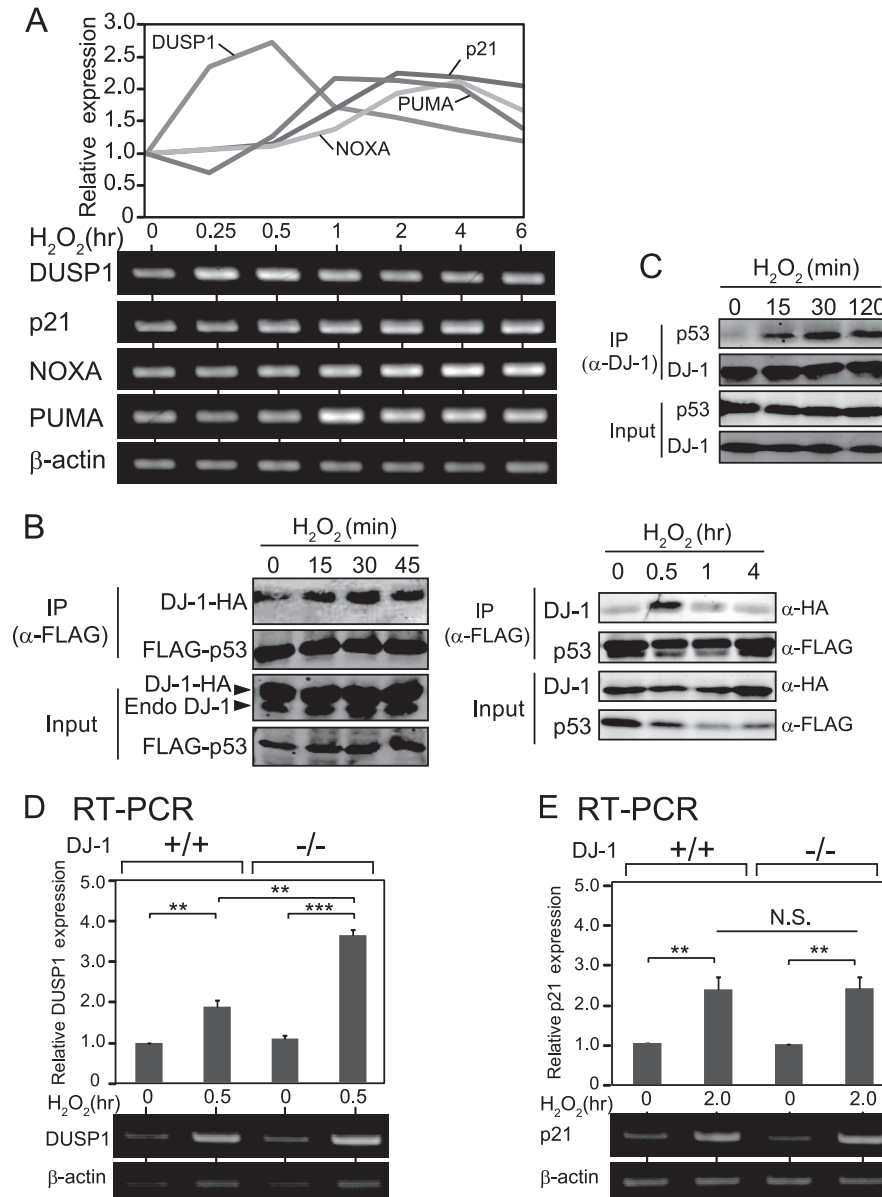 A
Relative expression
3.0
2.5
2.0
1.5
1.0
0.5
0
DUSP1
p21
PUMA
NOXA
H₂O₂(hr) 0 0.25 0.5 1 2 4 6
DUSP1
p21
NOXA
PUMA
β-actin
C
H₂O₂ (min)
0 15 30 120
IP (α-DJ-1)
p53
DJ-1
Input
p53
DJ-1
B
H₂O₂ (min)
0 15 30 45
IP (α-FLAG)
DJ-1-HA
FLAG-p53
Input
DJ-1-HA
Endo DJ-1
FLAG-p53
H₂O₂ (hr)
0 0.5 1 4
IP (α-FLAG)
DJ-1 α-HA
p53 α-FLAG
Input
DJ-1 α-HA
p53 α-FLAG
D RT-PCR
DJ-1 +/+ -/-
Relative DUSP1 expression
5.0
4.0
3.0
2.0
1.0
0
**
**
***
H₂O₂(hr) 0 0.5 0 0.5
DUSP1
β-actin
E RT-PCR
DJ-1 +/+ -/-
Relative p21 expression
5.0
4.0
3.0
2.0
1.0
0
N.S.
**
**
H₂O₂(hr) 0 2.0 0 2.0
p21
β-actin